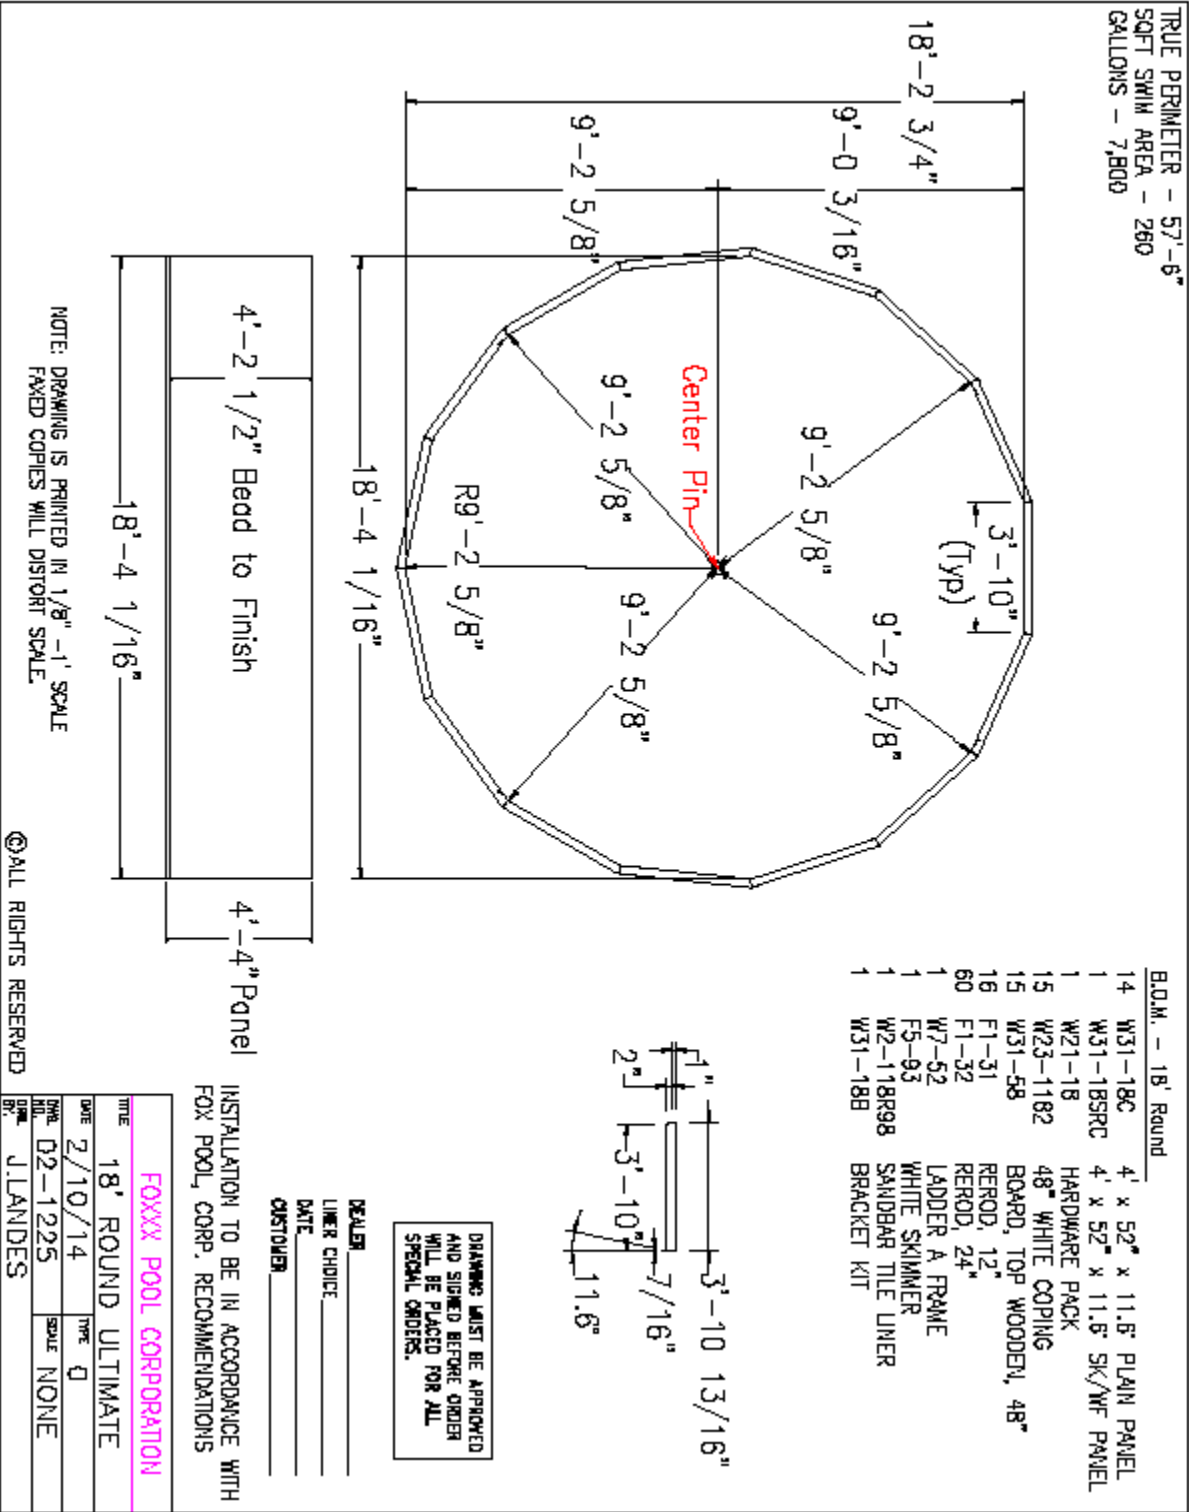 TRUE PERIMETER - 57'-6"
SQFT SWIM AREA - 260
GALLONS - 7,800
18'-2 3/4"
9'-0 3/16"
9'-2 5/8"
Center Pin
9'-2 5/8"
9'-2 5/8"
9'-2 5/8"
9'-2 5/8"
R9'-2 5/8"
3'-10"
(Typ)
18'-4 1/16"
4'-2 1/2" Bead to Finish
18'-4 1/16"
4'-4" Panel
NOTE: DRAWING IS PRINTED IN 1/8" -1' SCALE
FAXED COPIES WILL DISTORT SCALE.
©ALL RIGHTS RESERVED
B.O.M. - 18' Round
14 W31-18C 4' x 52" x 11.6" PLAIN PANEL
1 W31-18SRC 4' x 52" x 11.6" SK/WF PANEL
1 W21-18 HARDWARE PACK
15 W23-1182 48" WHITE COPING
15 W31-58 BOARD, TOP WOODEN, 48"
16 F1-31 REROD, 12"
60 F1-32 REROD, 24"
1 W7-52 LADDER A FRAME
1 F5-93 WHITE SKIMMER
1 W2-118R98 SANDBAR TILE LINER
1 W31-18B BRACKET KIT
1"
2"
3'-10"
3'-10 13/16"
7/16"
11.6"
DRAWING MUST BE APPROVED
AND SIGNED BEFORE ORDER
WILL BE PLACED FOR ALL
SPECIAL ORDERS.
DEALER
LINER CHOICE
DATE
CUSTOMER
INSTALLATION TO BE IN ACCORDANCE WITH
FOX POOL, CORP. RECOMMENDATIONS
FOXXX POOL CORPORATION
TITLE 18' ROUND ULTIMATE
DATE 2/10/14 TYPE 0
DWG. NO. 02-1225 SCALE NONE
DRN. BY. J.LANDES